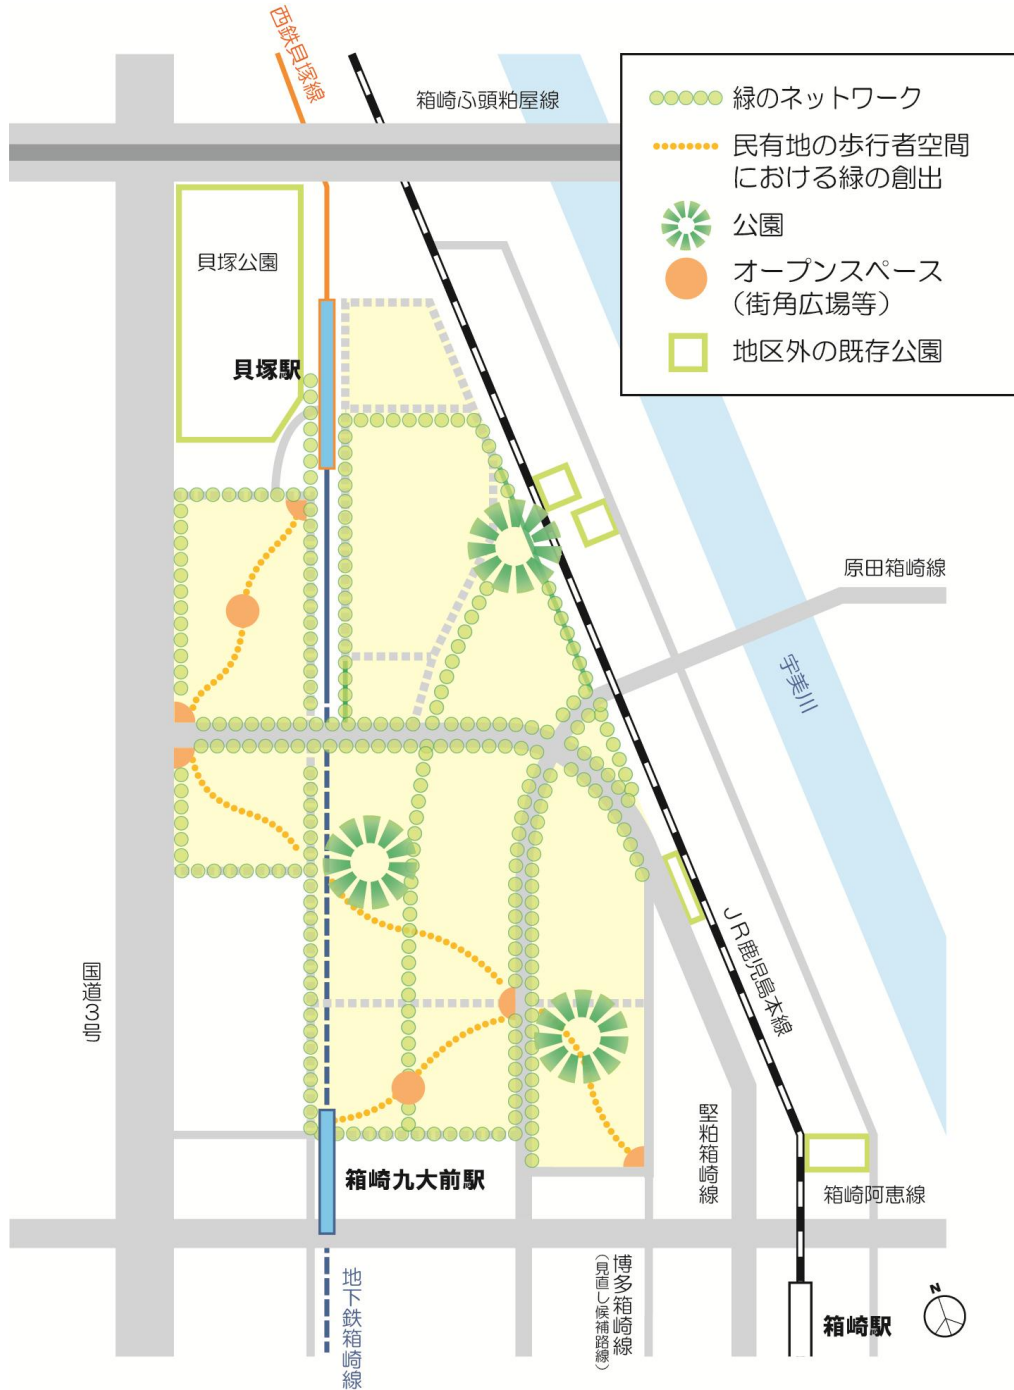 西鉄貝塚線
箱崎ふ頭粕屋線
緑のネットワーク
民有地の歩行者空間
における緑の創出
公園
オープンスペース
（街角広場等）
地区外の既存公園
貝塚公園
貝塚駅
原田箱崎線
宇美川
国道3号
JR鹿児島本線
堅粕箱崎線
箱崎九大前駅
箱崎阿恵線
地下鉄箱崎線
博多箱崎線
（見直し候補路線）
箱崎駅
N